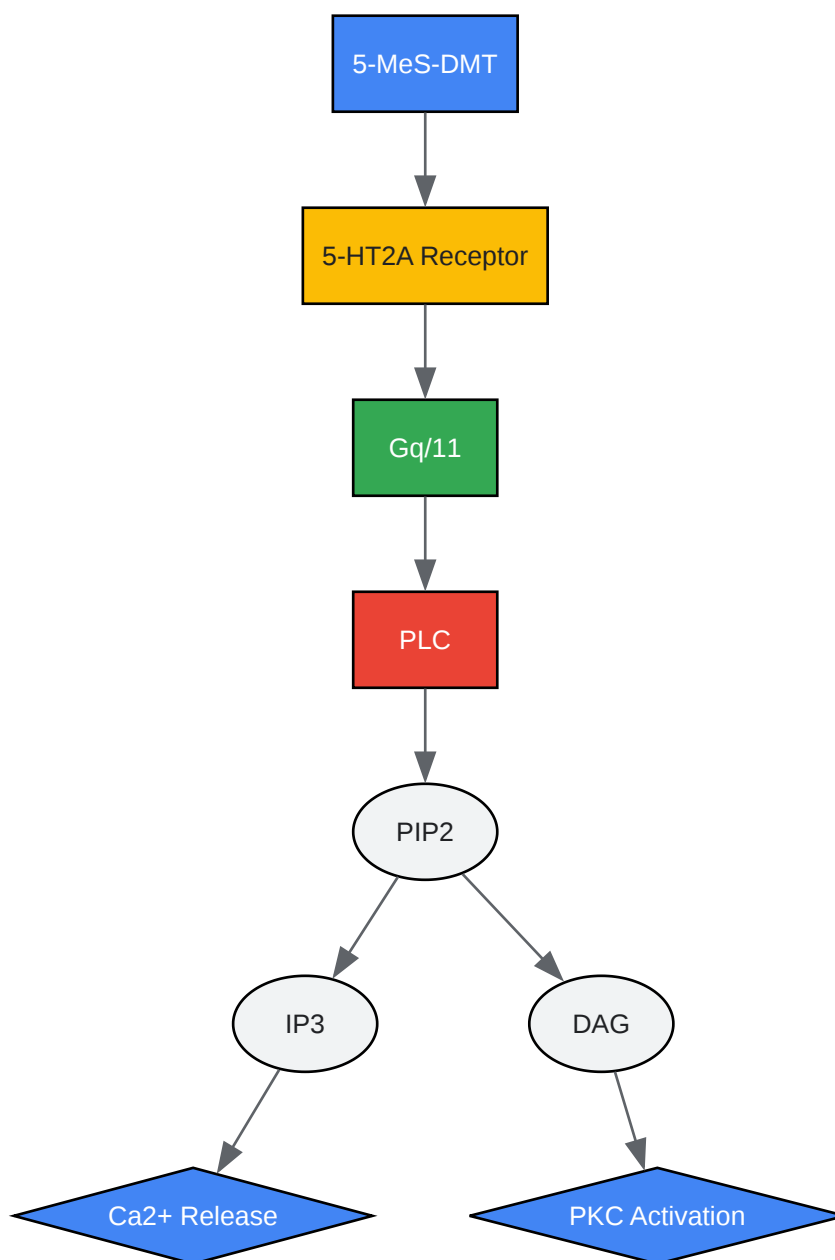 5-MeS-DMT
5-HT2A Receptor
Gq/11
PLC
PIP2
IP3
DAG
Ca2+ Release
PKC Activation